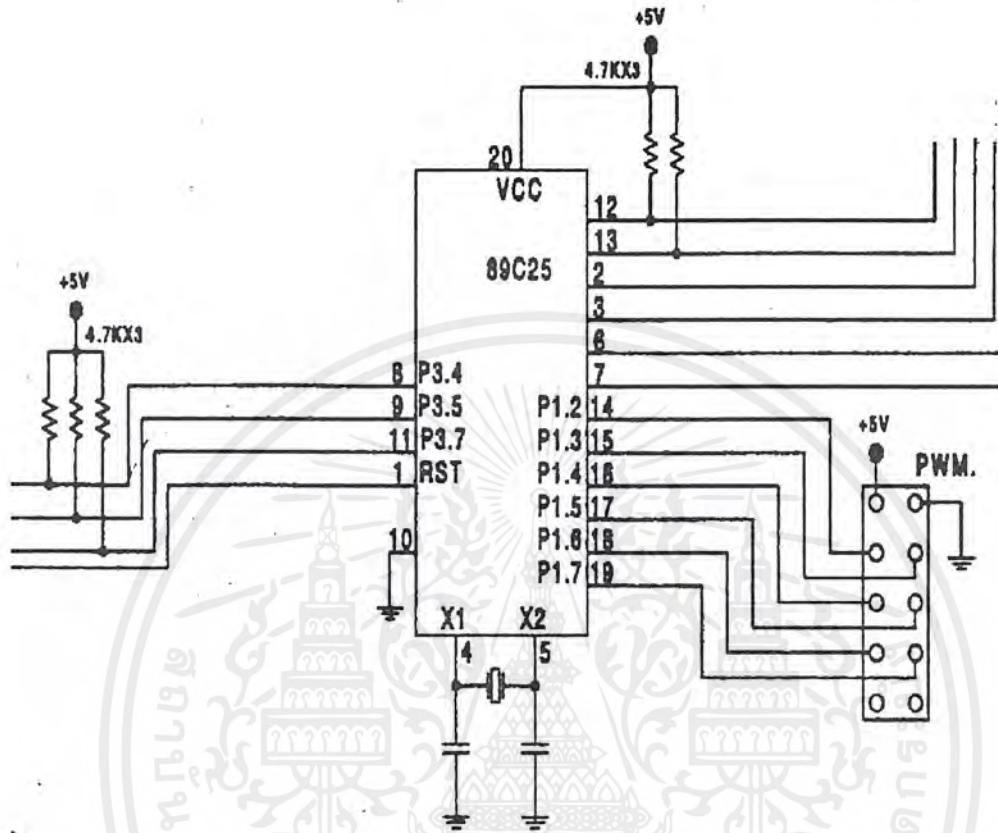 +5V
4.7KX3
20
VCC
12
13
89C25
2
3
6
7
+5V
4.7KX3
8 P3.4
9 P3.5
11 P3.7
1 RST
10
P1.2 14
P1.3 15
P1.4 16
P1.5 17
P1.6 18
P1.7 19
+5V
PWM.
X1 X2
4 5